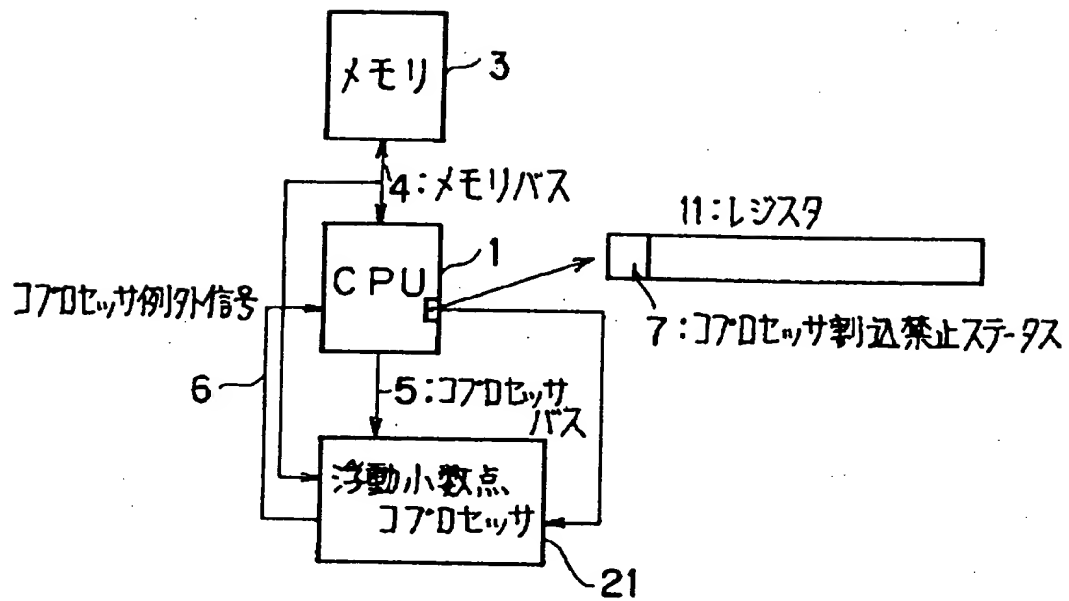 メモリ
3
4:メモリバス
11:レジスタ
1
CPU
コプロセッサ例外信号
7:コプロセッサ割込禁止ステータス
6
5:コプロセッサ
バス
浮動小数点
コプロセッサ
21